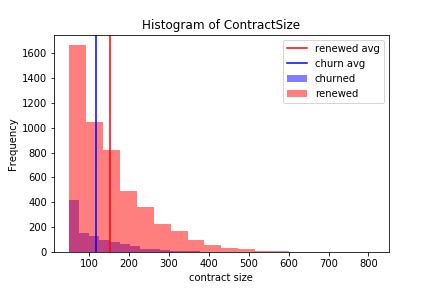 Histogram of ContractSize
renewed avg
churn avg
churned
renewed
Frequency
1600
1400
1200
1000
800
600
400
200
0
100 200 300 400 500 600 700 800
contract size